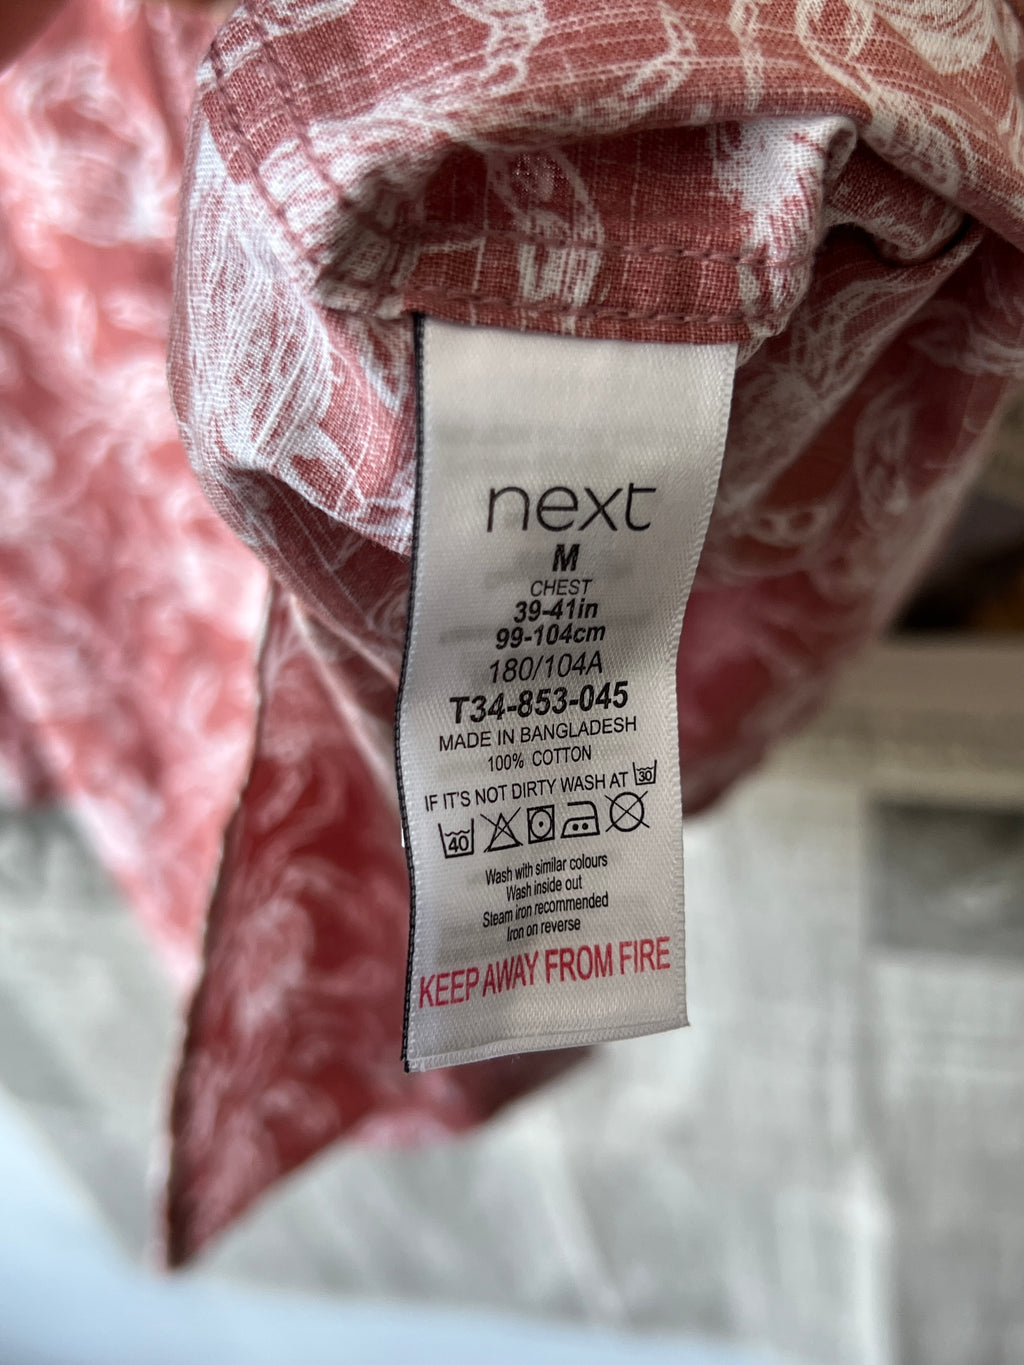 next
M
CHEST
39-41in
99-104cm
180/104A
T34-853-045
MADE IN BANGLADESH
100% COTTON
IF IT'S NOT DIRTY WASH AT 30
40
Wash with similar colours
Wash inside out
Steam iron recommended
Iron on reverse
KEEP AWAY FROM FIRE